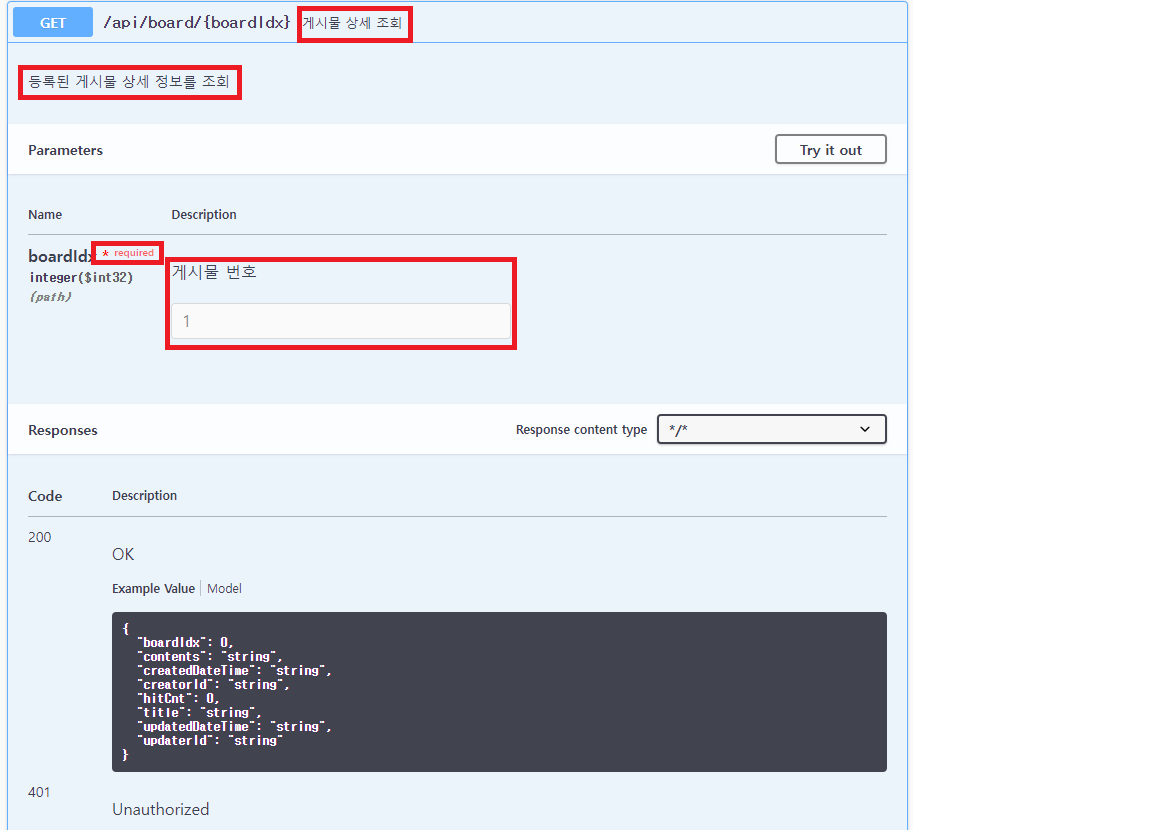 GET /api/board/{boardIdx} 게시물 상세 조회
등록된 게시물 상세 정보를 조회
Parameters Try it out
Name Description
boardIdx * required
integer($int32)
(path)
게시물 번호
1
Responses Response content type */*
Code Description
200
OK
Example Value Model
{
"boardIdx": 0,
"contents": "string",
"createdDateTime": "string",
"creatorId": "string",
"hitCnt": 0,
"title": "string",
"updatedDateTime": "string",
"updaterId": "string"
}
401
Unauthorized